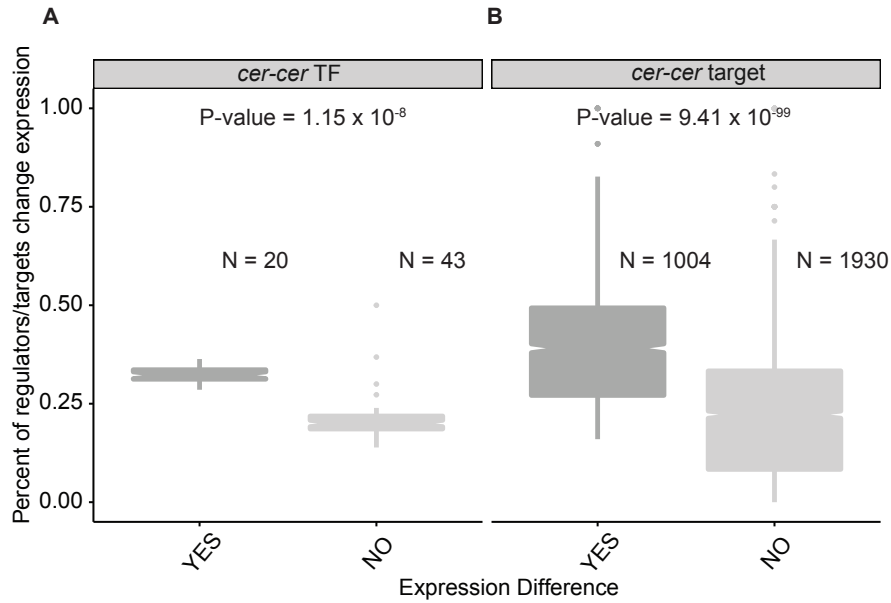 A
B
cer-cer TF
cer-cer target
Percent of regulators/targets change expression
1.00
0.75
0.50
0.25
0.00
P-value = 1.15 x 10⁻⁸
P-value = 9.41 x 10⁻⁹⁹
N = 20
N = 43
N = 1004
N = 1930
YES
NO
YES
NO
Expression Difference